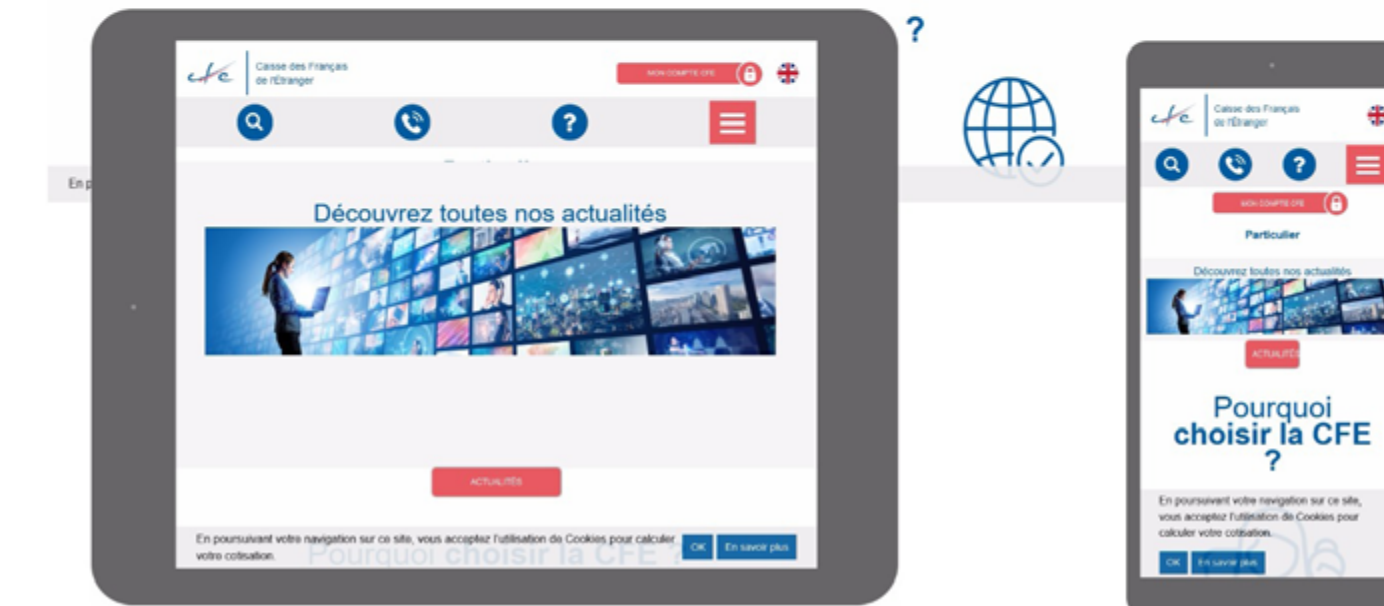 ?
cfe
Caisse des Français
de l'Etranger
MON COMPTE CFE
?
En p
Découvrez toutes nos actualités
ACTUALITÉS
En poursuivant votre navigation sur ce site, vous acceptez l'utilisation de Cookies pour calculer
votre cotisation.
OK
En savoir plus
Pourquoi choisir la CFE ?
cfe
Caisse des Français
de l'Etranger
?
MON COMPTE CFE
Particulier
Découvrez toutes nos actualités
ACTUALITÉS
Pourquoi
choisir la CFE
?
En poursuivant votre navigation sur ce site,
vous acceptez l'utilisation de Cookies pour
calculer votre cotisation.
OK
En savoir plus